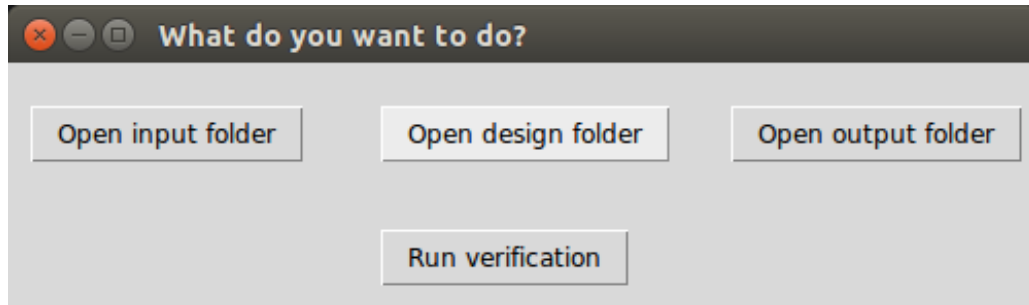 What do you want to do?
Open input folder
Open design folder
Open output folder
Run verification